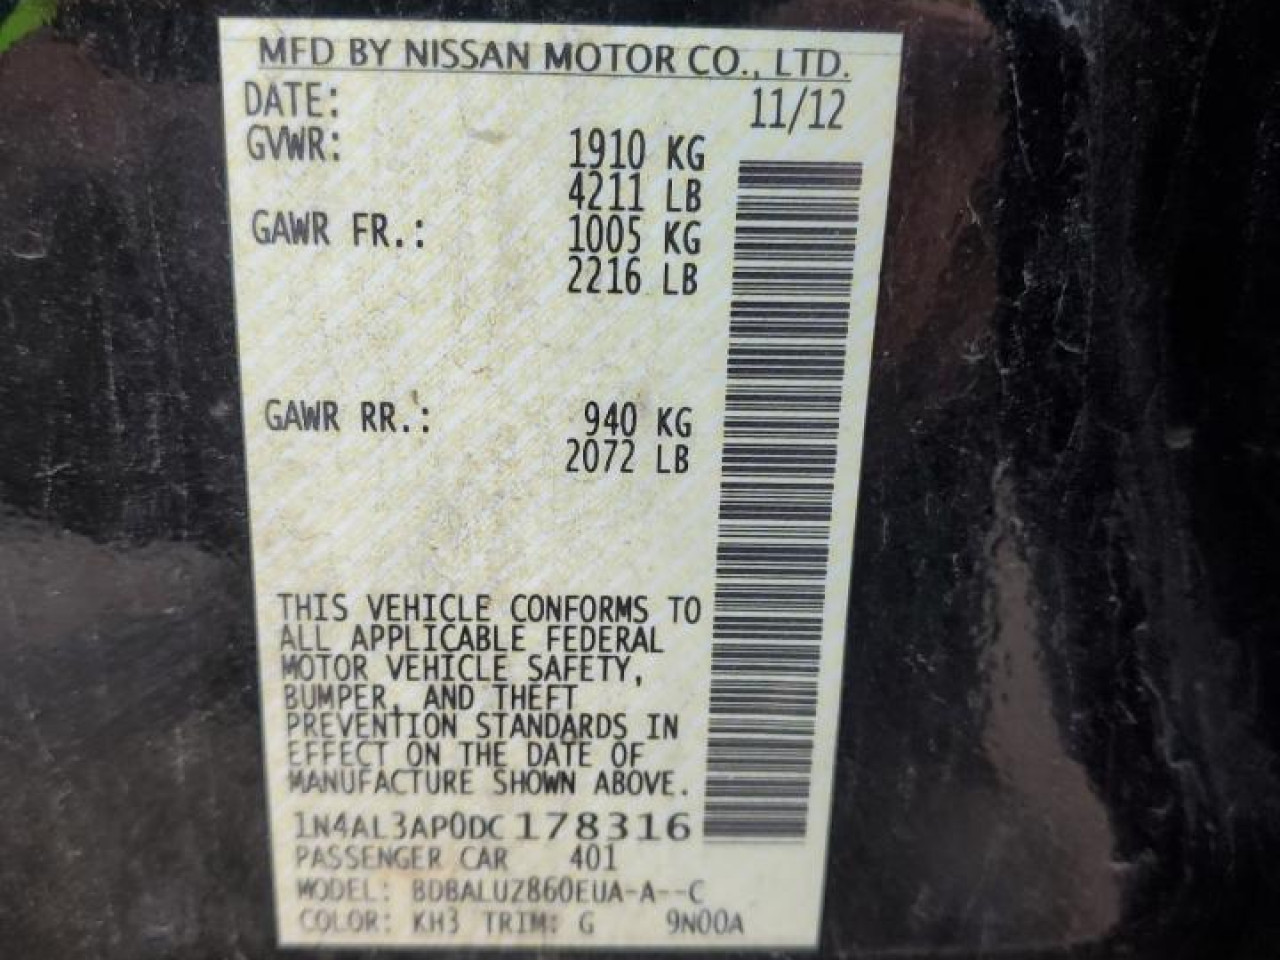 MFD BY NISSAN MOTOR CO., LTD.
DATE: 11/12
GVWR: 1910 KG
4211 LB
GAWR FR.: 1005 KG
2216 LB
GAWR RR.: 940 KG
2072 LB
THIS VEHICLE CONFORMS TO
ALL APPLICABLE FEDERAL
MOTOR VEHICLE SAFETY,
BUMPER, AND THEFT
PREVENTION STANDARDS IN
EFFECT ON THE DATE OF
MANUFACTURE SHOWN ABOVE.
1N4AL3AP0DC178316
PASSENGER CAR 401
MODEL: BDBALUZ860EUA-A--C
COLOR: KH3 TRIM: G 9N00A